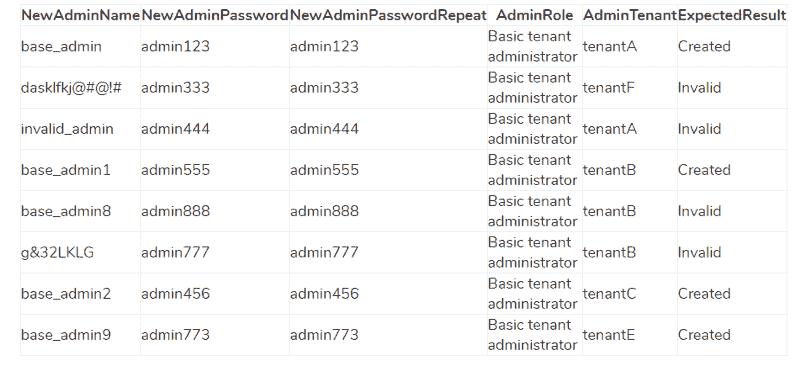 NewAdminName NewAdminPassword NewAdminPasswordRepeat AdminRole AdminTenant ExpectedResult
base_admin admin123 admin123 Basic tenant administrator tenantA Created
dasklfkj@#@!# admin333 admin333 Basic tenant administrator tenantF Invalid
invalid_admin admin444 admin444 Basic tenant administrator tenantA Invalid
base_admin1 admin555 admin555 Basic tenant administrator tenantB Created
base_admin8 admin888 admin888 Basic tenant administrator tenantB Invalid
g&32LKLG admin777 admin777 Basic tenant administrator tenantB Invalid
base_admin2 admin456 admin456 Basic tenant administrator tenantC Created
base_admin9 admin773 admin773 Basic tenant administrator tenantE Created